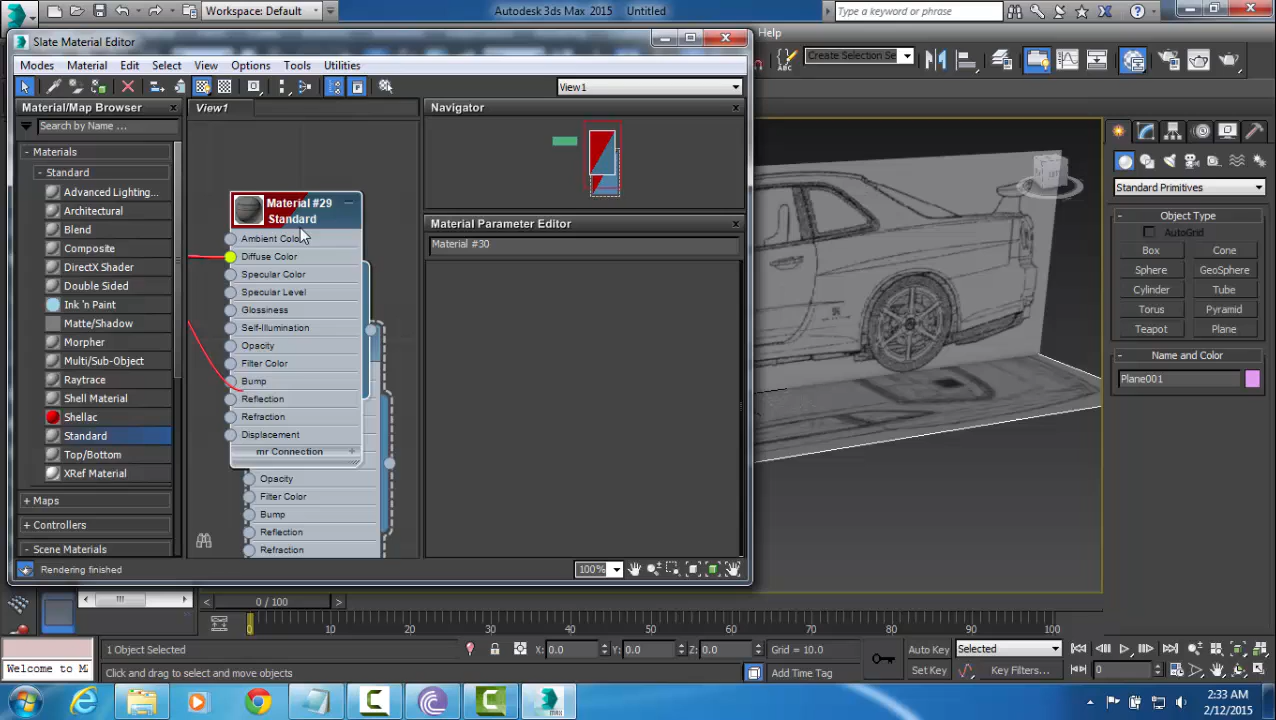 Workspace: Default
Autodesk 3ds Max 2015 Untitled
Type a keyword or phrase
Slate Material Editor
Help
Modes Material Select View Options Tools Utilities
Create Selection Se
View1
Material/Map Browser
View1
Navigator
Search by Name ...
- Materials
- Standard
Advanced Lighting...
Architectural
Blend
Composite
DirectX Shader
Double Sided
Ink 'n Paint
Matte/Shadow
Morpher
Multi/Sub-Object
Raytrace
Shell Material
Shellac
Standard
Top/Bottom
XRef Material
+ Maps
+ Controllers
- Scene Materials
Material #29
Standard
Ambient Color
Diffuse Color
Specular Color
Specular Level
Glossiness
Self-Illumination
Opacity
Filter Color
Bump
Reflection
Refraction
Displacement
mr Connection +
Opacity
Filter Color
Bump
Reflection
Refraction
Material Parameter Editor
Material #30
Standard Primitives
- Object Type
AutoGrid
Box Cone
Sphere GeoSphere
Cylinder Tube
Torus Pyramid
Teapot Plane
- Name and Color
Plane001
Rendering finished
100%
0 / 100
0 10 20 30 40 50 60 70 80 90 100
1 Object Selected
X: 0.0 Y: 0.0 Z: 0.0 Grid = 10.0
Auto Key Selected
Welcome to M
Click and drag to select and move objects
Add Time Tag
Set Key Key Filters... 0
2:33 AM
2/12/2015